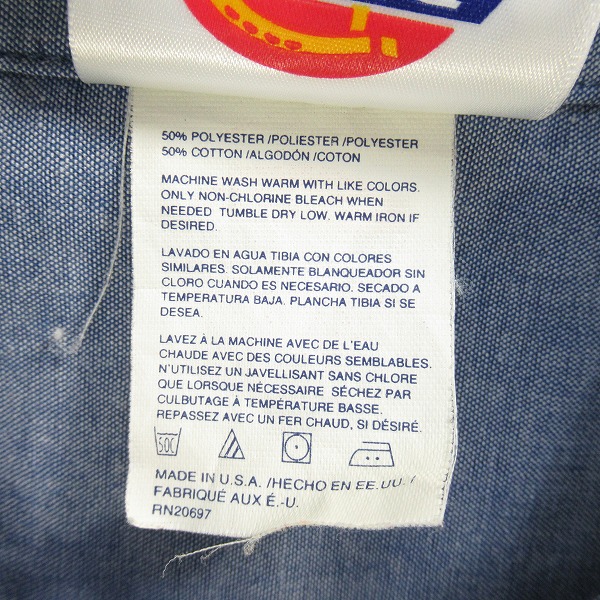 50% POLYESTER /POLIESTER /POLYESTER
50% COTTON /ALGODÓN /COTON
MACHINE WASH WARM WITH LIKE COLORS.
ONLY NON-CHLORINE BLEACH WHEN
NEEDED TUMBLE DRY LOW. WARM IRON IF
DESIRED.
LAVADO EN AGUA TIBIA CON COLORES
SIMILARES. SOLAMENTE BLANQUEADOR SIN
CLORO CUANDO ES NECESARIO. SECADO A
TEMPERATURA BAJA. PLANCHA TIBIA SI SE
DESEA.
LAVEZ À LA MACHINE AVEC DE L'EAU
CHAUDE AVEC DES COULEURS SEMBLABLES.
N'UTILISEZ UN JAVELLISANT SANS CHLORE
QUE LORSQUE NÉCESSAIRE SÉCHEZ PAR
CULBUTAGE À TEMPÉRATURE BASSE.
REPASSEZ AVEC UN FER CHAUD, SI DÉSIRÉ.
50C
MADE IN U.S.A. /HECHO EN EE.UU. /
FABRIQUÉ AUX É.-U.
RN20697